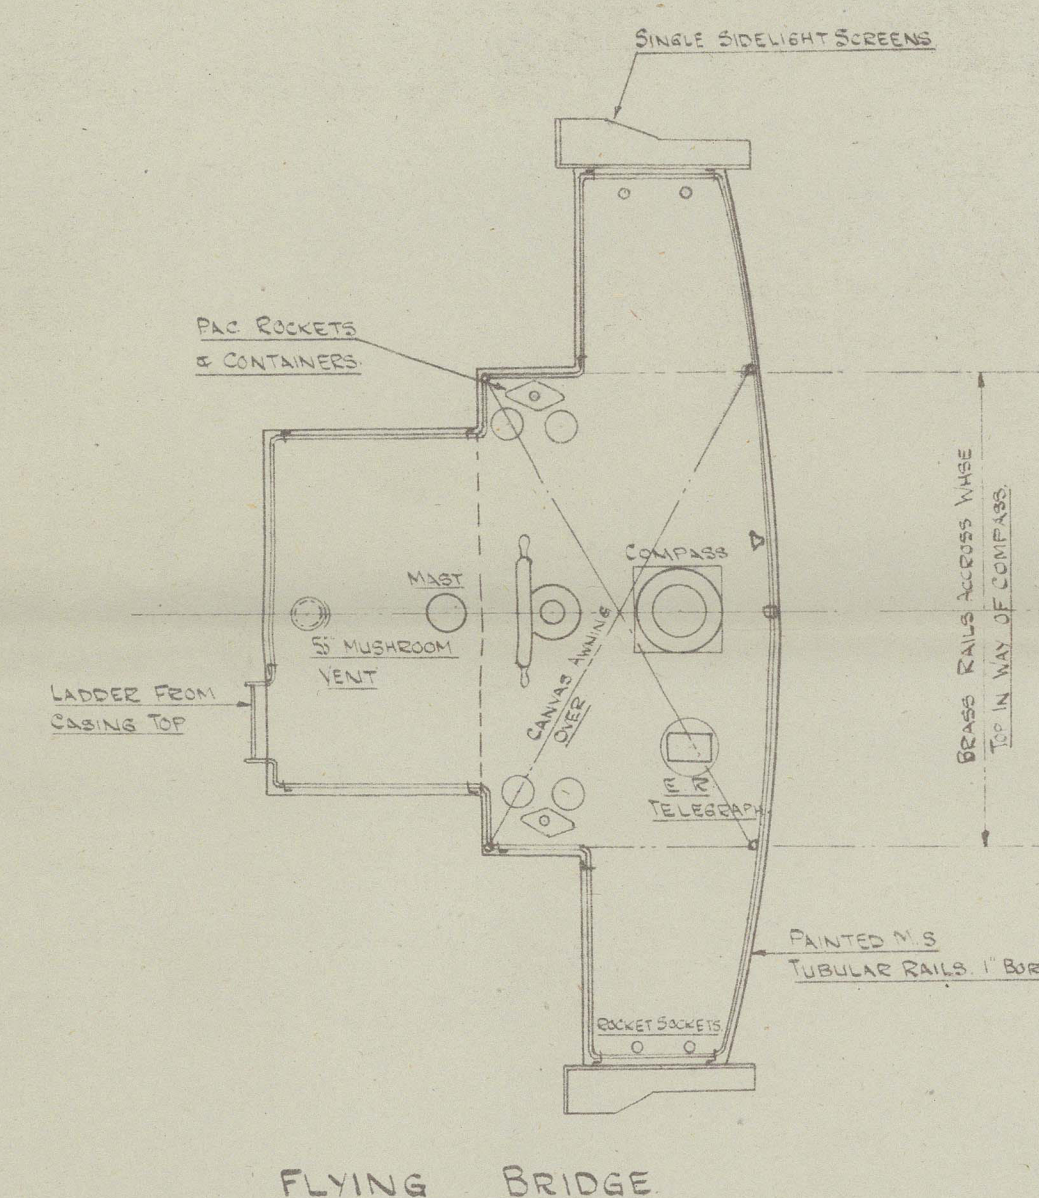 SINGLE SIDELIGHT SCREENS
PAC ROCKETS
& CONTAINERS.
COMPASS
MAST
BRASS RAILS ACCROSS WHSE
TOP IN WAY OF COMPASS.
MUSHROOM
VENT
CANVAS AWNING
OVER
LADDER FROM
CASING TOP
TELEGRAPH.
PAINTED M.S
TUBULAR RAILS. 1" BOR
ROCKET SOCKETS.
FLYING BRIDGE.